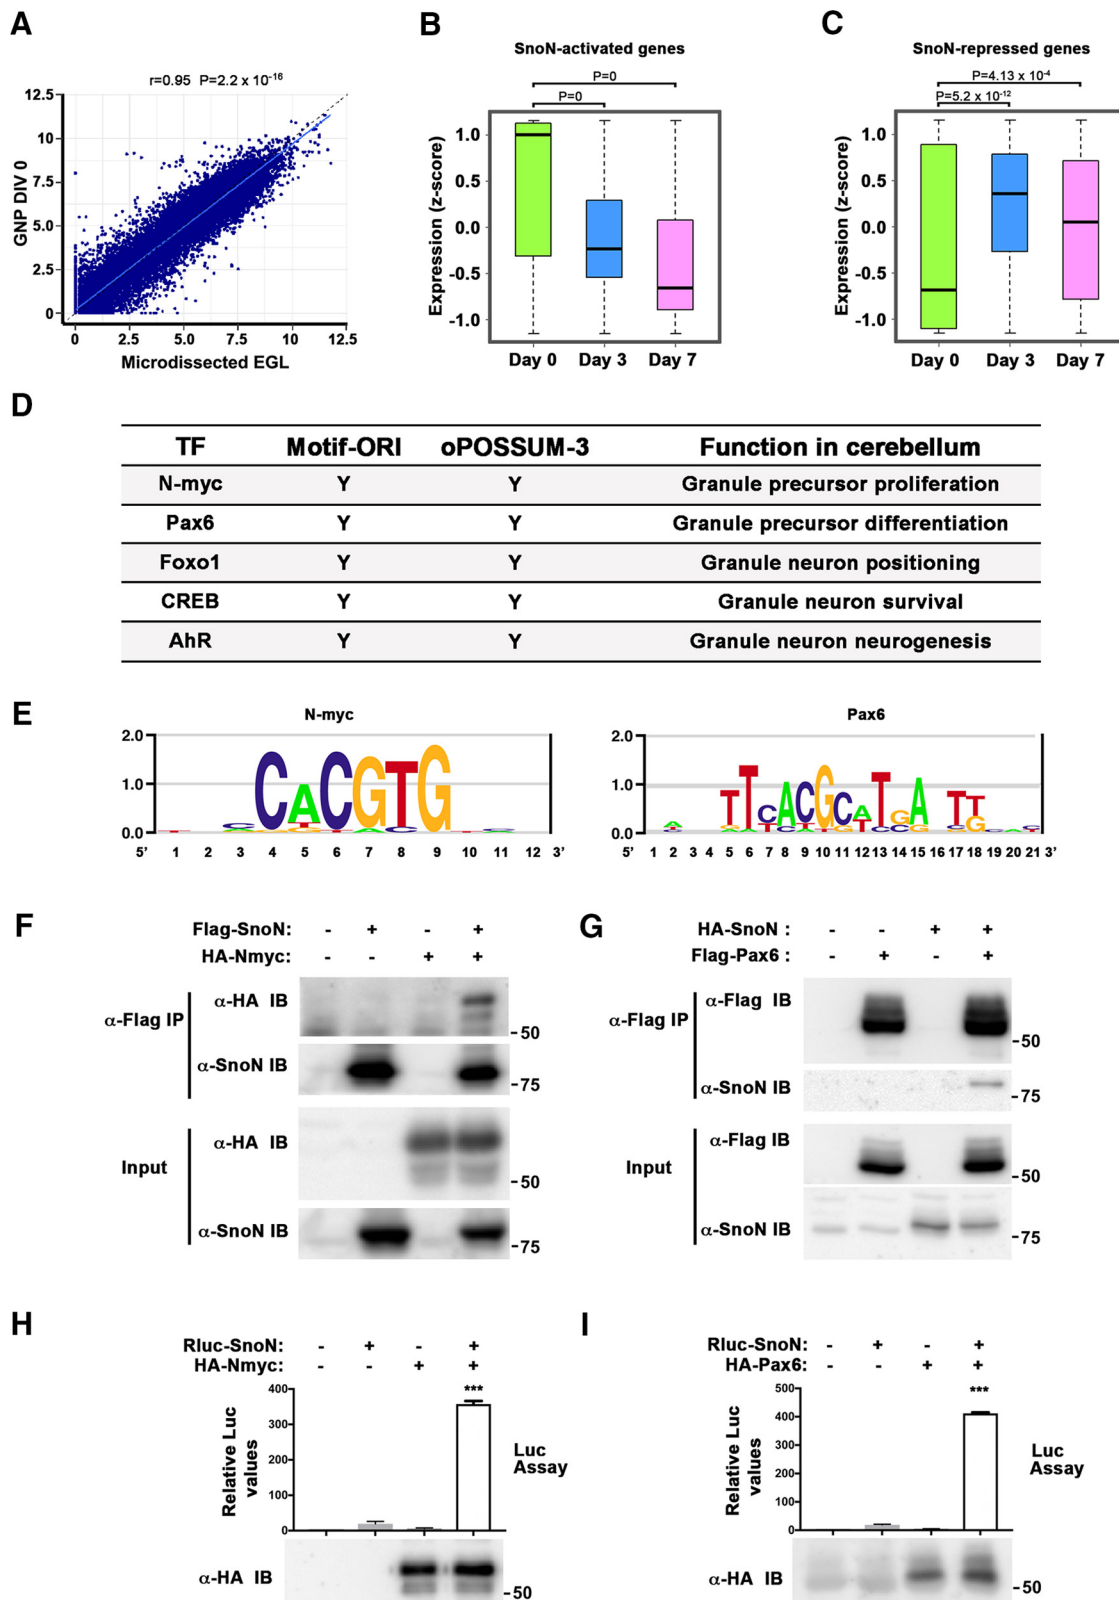 A
r=0.95 P=2.2 x 10-16
GNP DIV 0
12.5
10
7.5
5.0
2.5
0
0 2.5 5.0 7.5 10 12.5
Microdissected EGL
B
SnoN-activated genes
P=0
P=0
Expression (z-score)
1.0
0.5
0.0
-0.5
-1.0
Day 0 Day 3 Day 7
C
SnoN-repressed genes
P=4.13 x 10-4
P=5.2 x 10-12
Expression (z-score)
1.0
0.5
0.0
-0.5
-1.0
Day 0 Day 3 Day 7
D
TF Motif-ORI oPOSSUM-3 Function in cerebellum
N-myc Y Y Granule precursor proliferation
Pax6 Y Y Granule precursor differentiation
Foxo1 Y Y Granule neuron positioning
CREB Y Y Granule neuron survival
AhR Y Y Granule neuron neurogenesis
E
N-myc
2.0
1.0
0.0
CACGTG
5' 1 2 3 4 5 6 7 8 9 10 11 12 3'
Pax6
2.0
1.0
0.0
TTCACGCATGA TT
5' 1 2 3 4 5 6 7 8 9 10 11 12 13 14 15 16 17 18 19 20 21 3'
F
Flag-SnoN: - + - +
HA-Nmyc: - - + +
α-Flag IP
α-HA IB
-50
α-SnoN IB
-75
Input
α-HA IB
-50
α-SnoN IB
-75
G
HA-SnoN : - - + +
Flag-Pax6 : - + - +
α-Flag IP
α-Flag IB
-50
α-SnoN IB
-75
Input
α-Flag IB
-50
α-SnoN IB
-75
H
Rluc-SnoN: - + - +
HA-Nmyc: - - + +
Relative Luc
values
400
300
200
100
0
***
Luc
Assay
α-HA IB
-50
I
Rluc-SnoN: - + - +
HA-Pax6: - - + +
Relative Luc
values
500
400
300
200
100
0
***
Luc
Assay
α-HA IB
-50